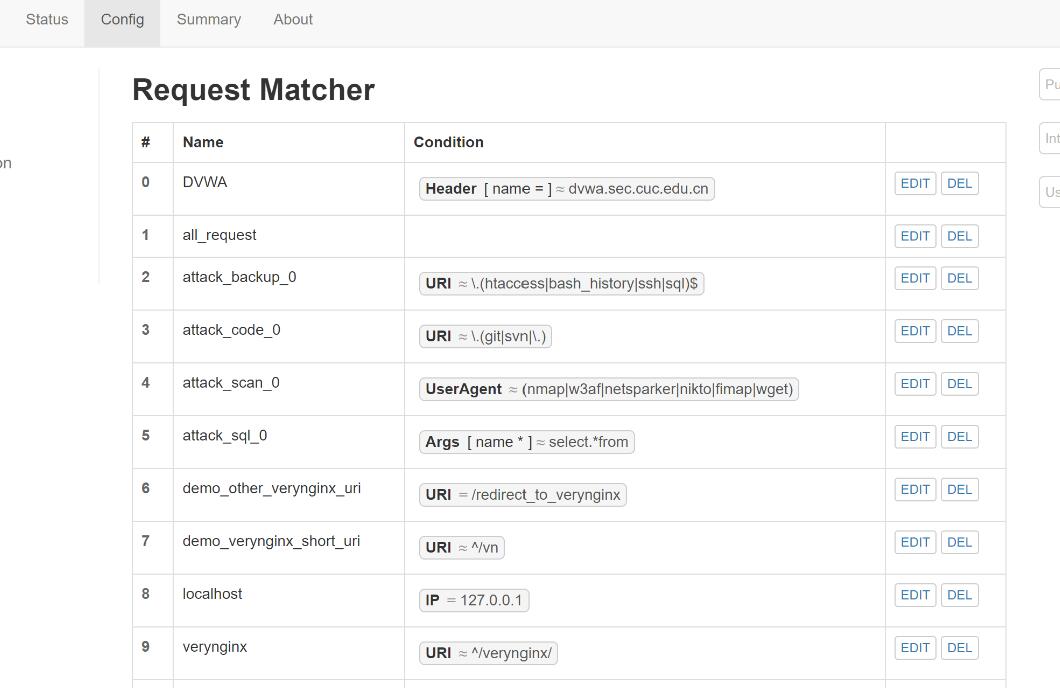 Status Config Summary About
Request Matcher
# Name Condition
0 DVWA Header [ name = ] ≈ dvwa.sec.cuc.edu.cn EDIT DEL
1 all_request EDIT DEL
2 attack_backup_0 URI ≈ \.(htaccess|bash_history|ssh|sql)$ EDIT DEL
3 attack_code_0 URI ≈ \.(git|svn|\.) EDIT DEL
4 attack_scan_0 UserAgent ≈ (nmap|w3af|netsparker|nikto|fimap|wget) EDIT DEL
5 attack_sql_0 Args [ name * ] ≈ select.*from EDIT DEL
6 demo_other_verynginx_uri URI = /redirect_to_verynginx EDIT DEL
7 demo_verynginx_short_uri URI ≈ ^/vn EDIT DEL
8 localhost IP = 127.0.0.1 EDIT DEL
9 verynginx URI ≈ ^/verynginx/ EDIT DEL